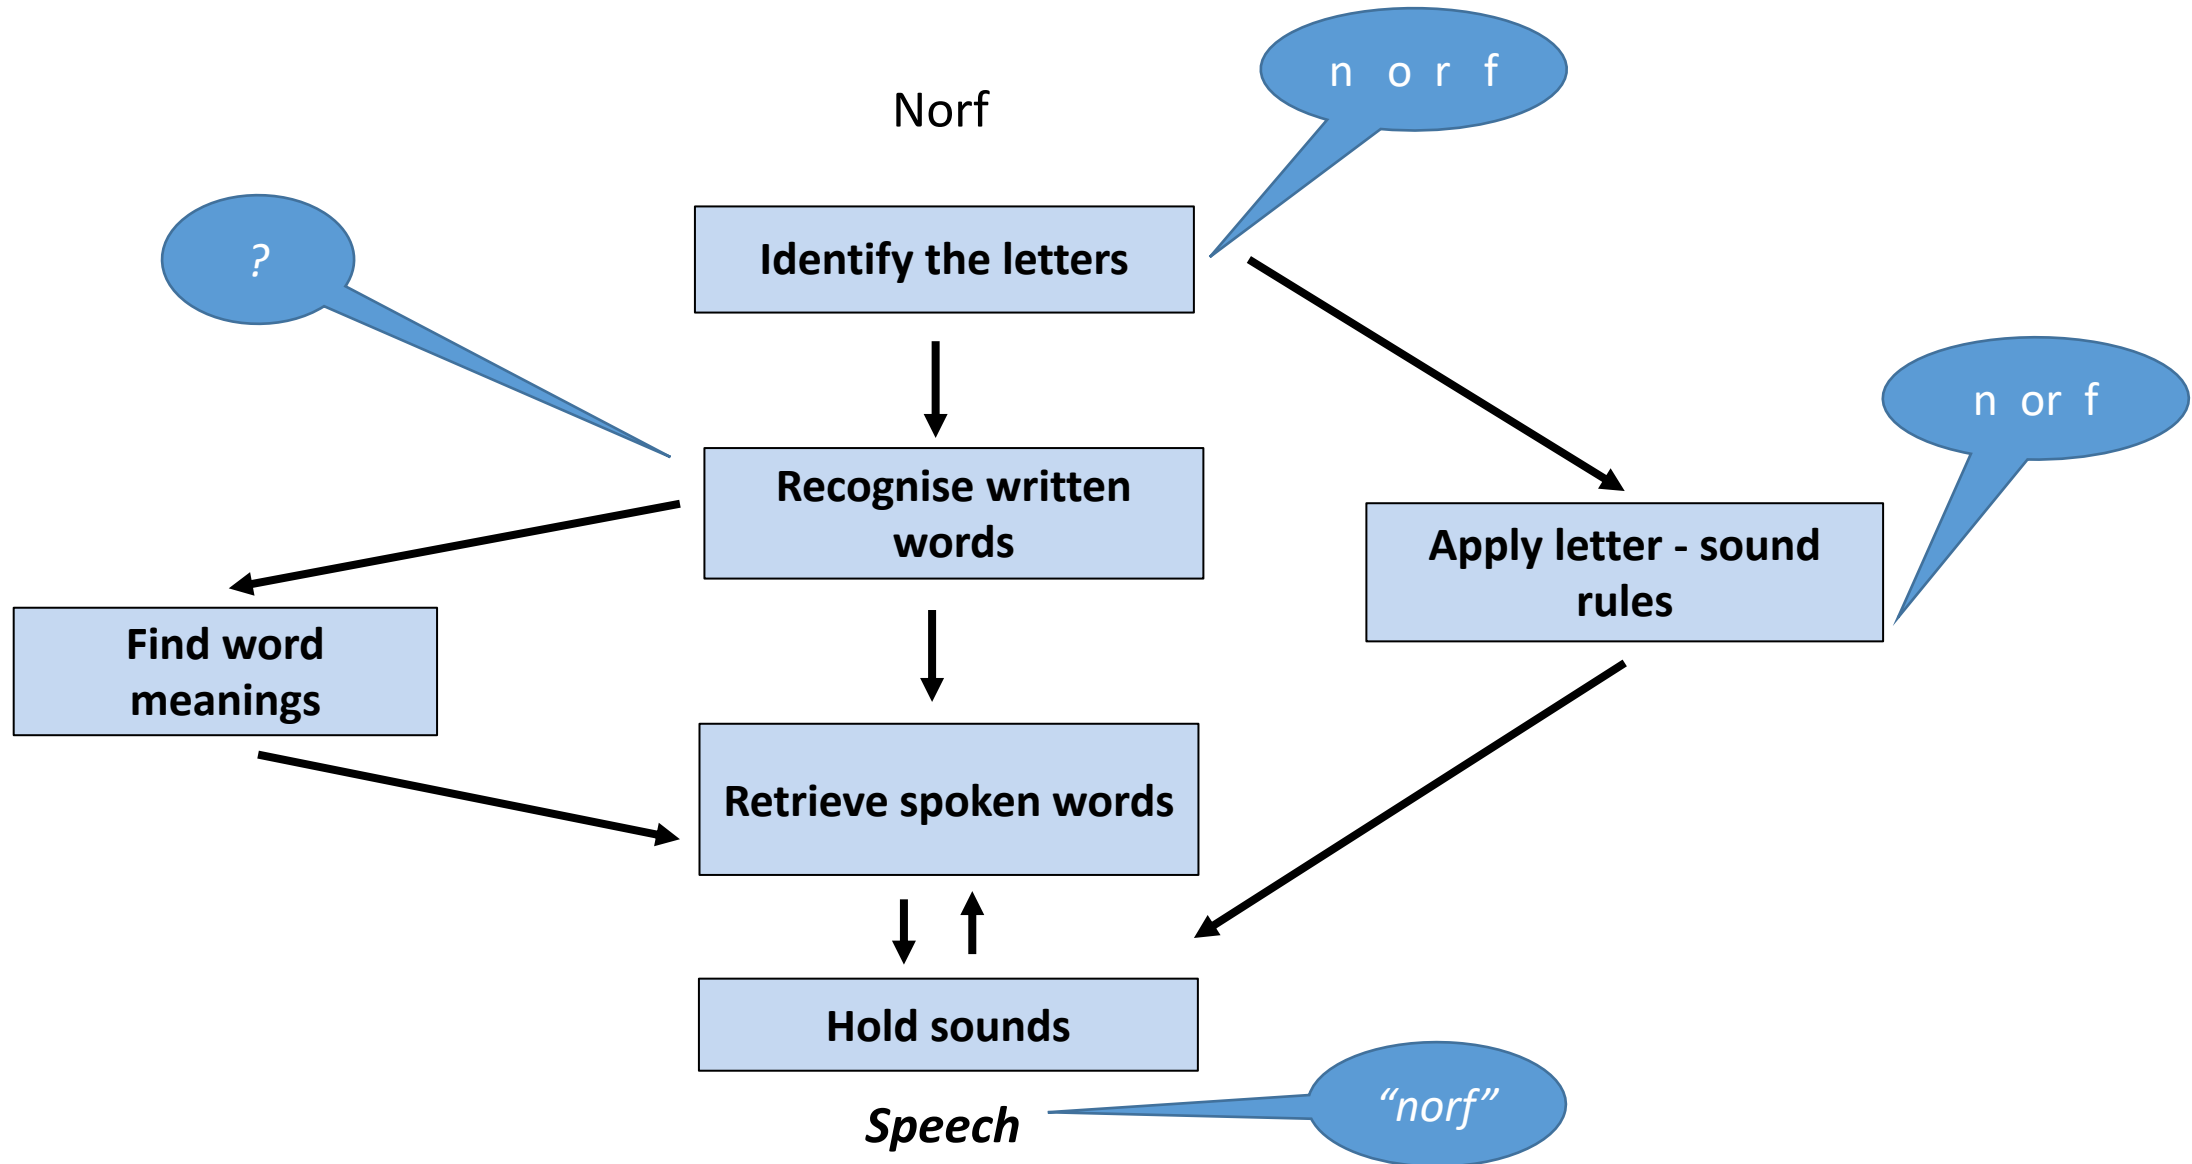 n o r f
Norf
?
Identify the letters
n or f
Recognise written
words
Apply letter - sound
rules
Find word
meanings
Retrieve spoken words
Hold sounds
Speech
“norf”